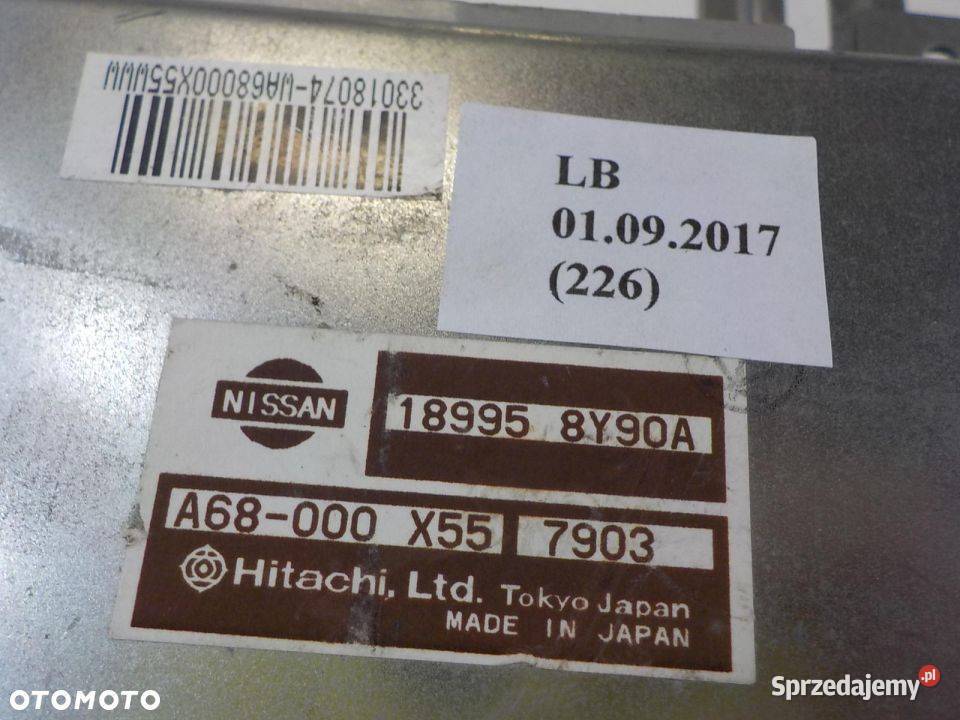 33018074-WA68000X55WWW
LB
01.09.2017
(226)
NISSAN
18995 8Y90A
A68-000 X55 7903
Hitachi, Ltd. Tokyo Japan
MADE IN JAPAN
OTOMOTO
Sprzedajemy.pl